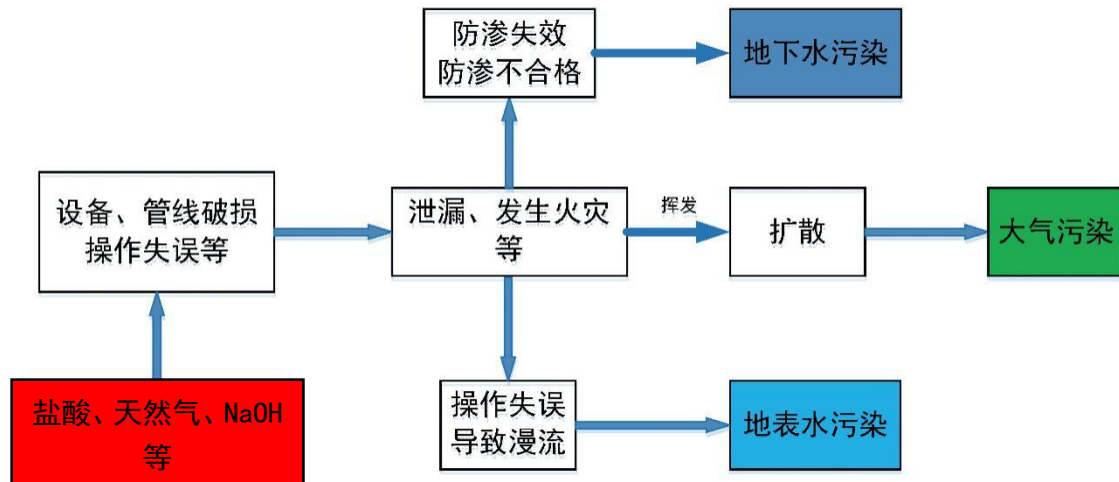 防渗失效
防渗不合格
地下水污染
设备、管线破损
操作失误等
泄漏、发生火灾
等
挥发
扩散
大气污染
盐酸、天然气、NaOH
等
操作失误
导致漫流
地表水污染